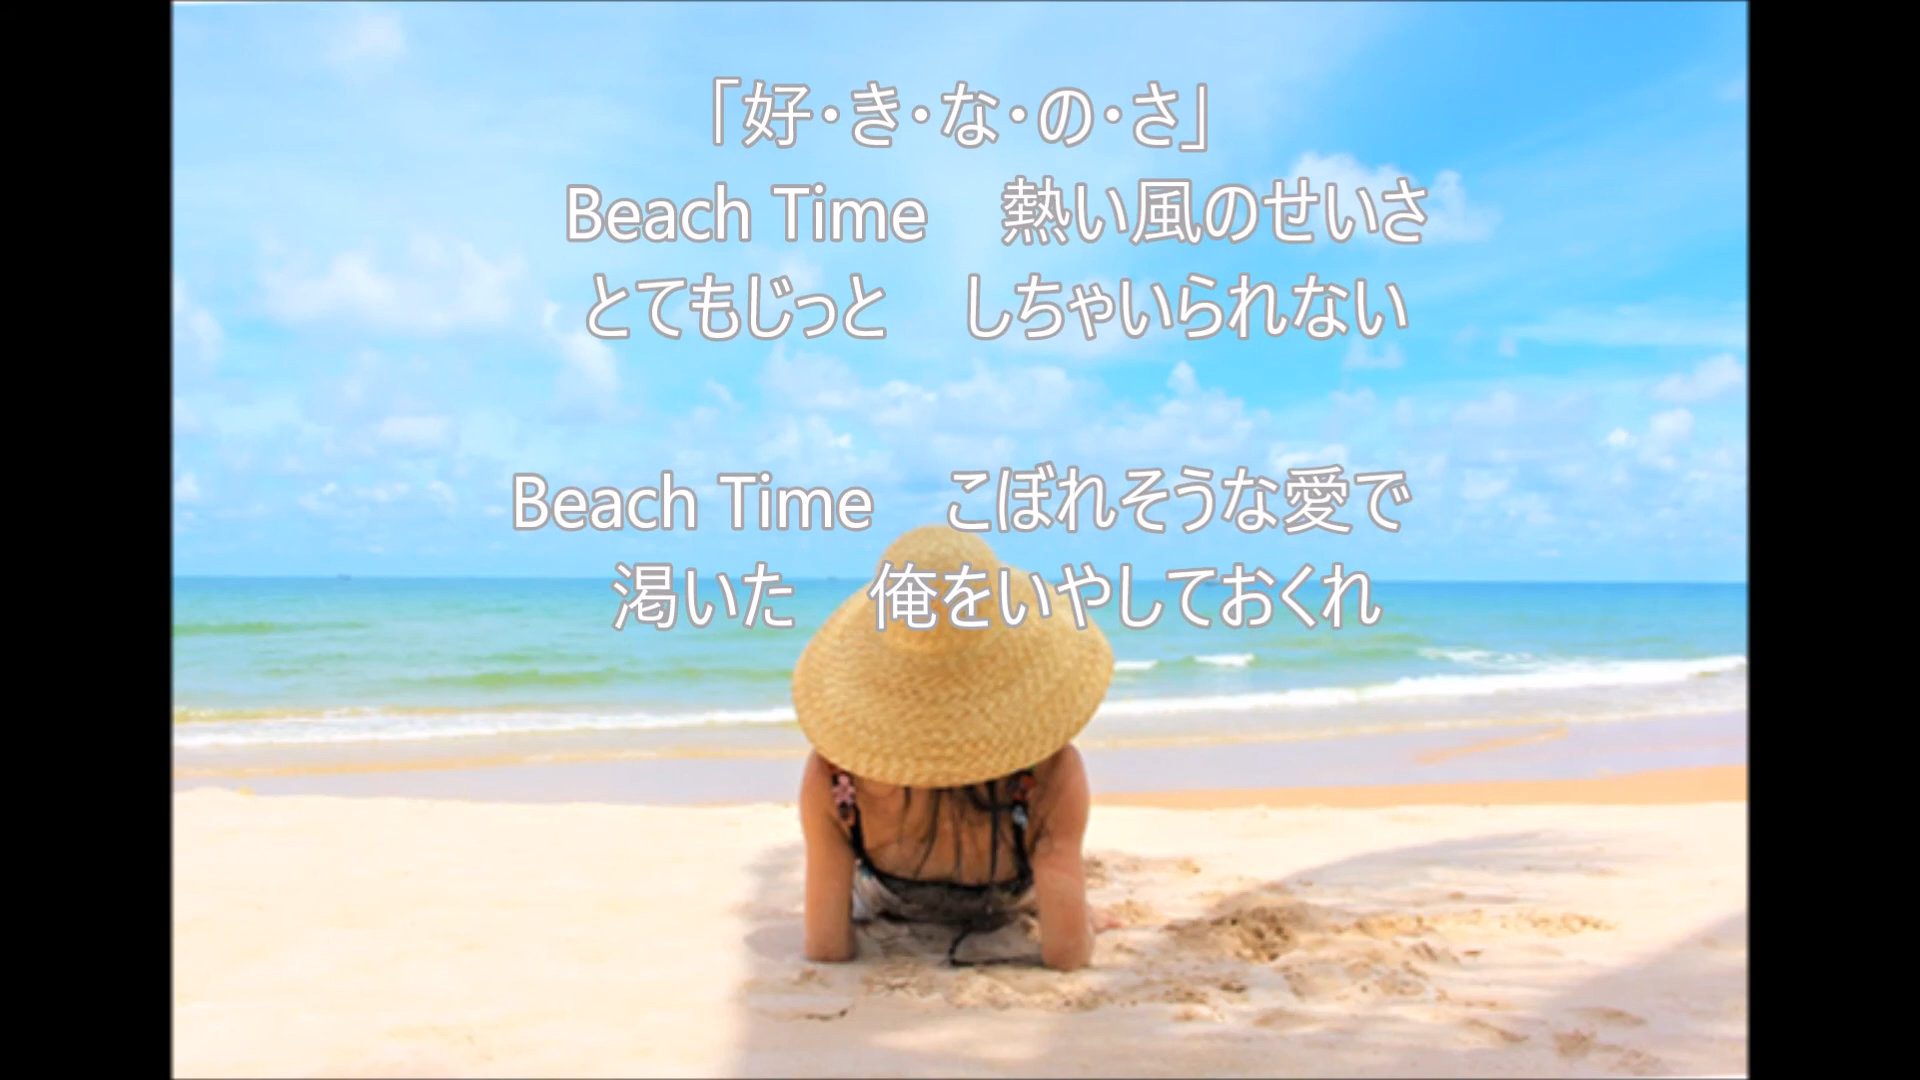 「好・き・な・の・さ」
Beach Time　熱い風のせいさ
とてもじっと　しちゃいられない
Beach Time　こぼれそうな愛で
渇いた　俺をいやしておくれ